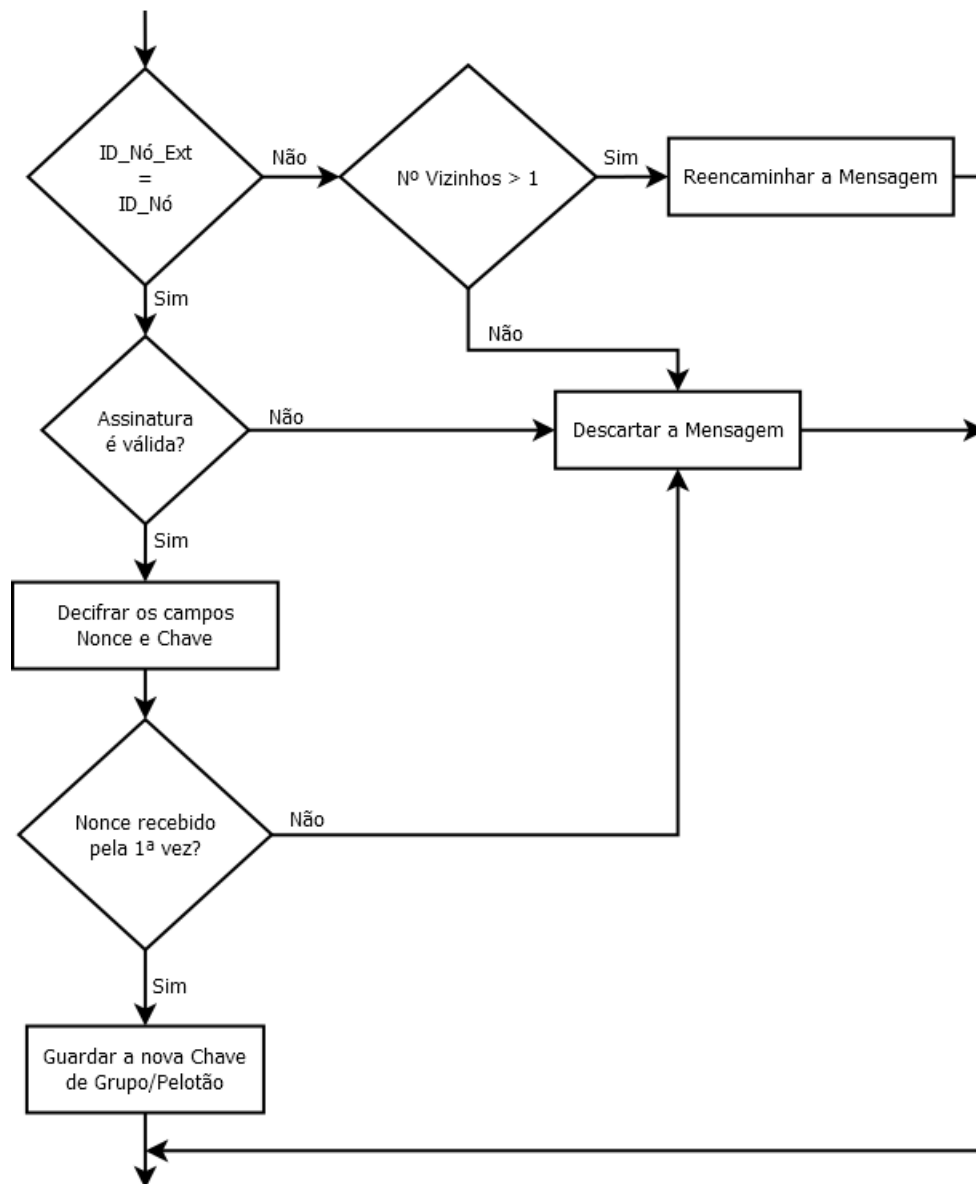 ID_Nó_Ext
=
ID_Nó
Não
Nº Vizinhos > 1
Sim
Reencaminhar a Mensagem
Sim
Não
Assinatura
é válida?
Não
Descartar a Mensagem
Sim
Decifrar os campos
Nonce e Chave
Nonce recebido
pela 1ª vez?
Não
Sim
Guardar a nova Chave
de Grupo/Pelotão